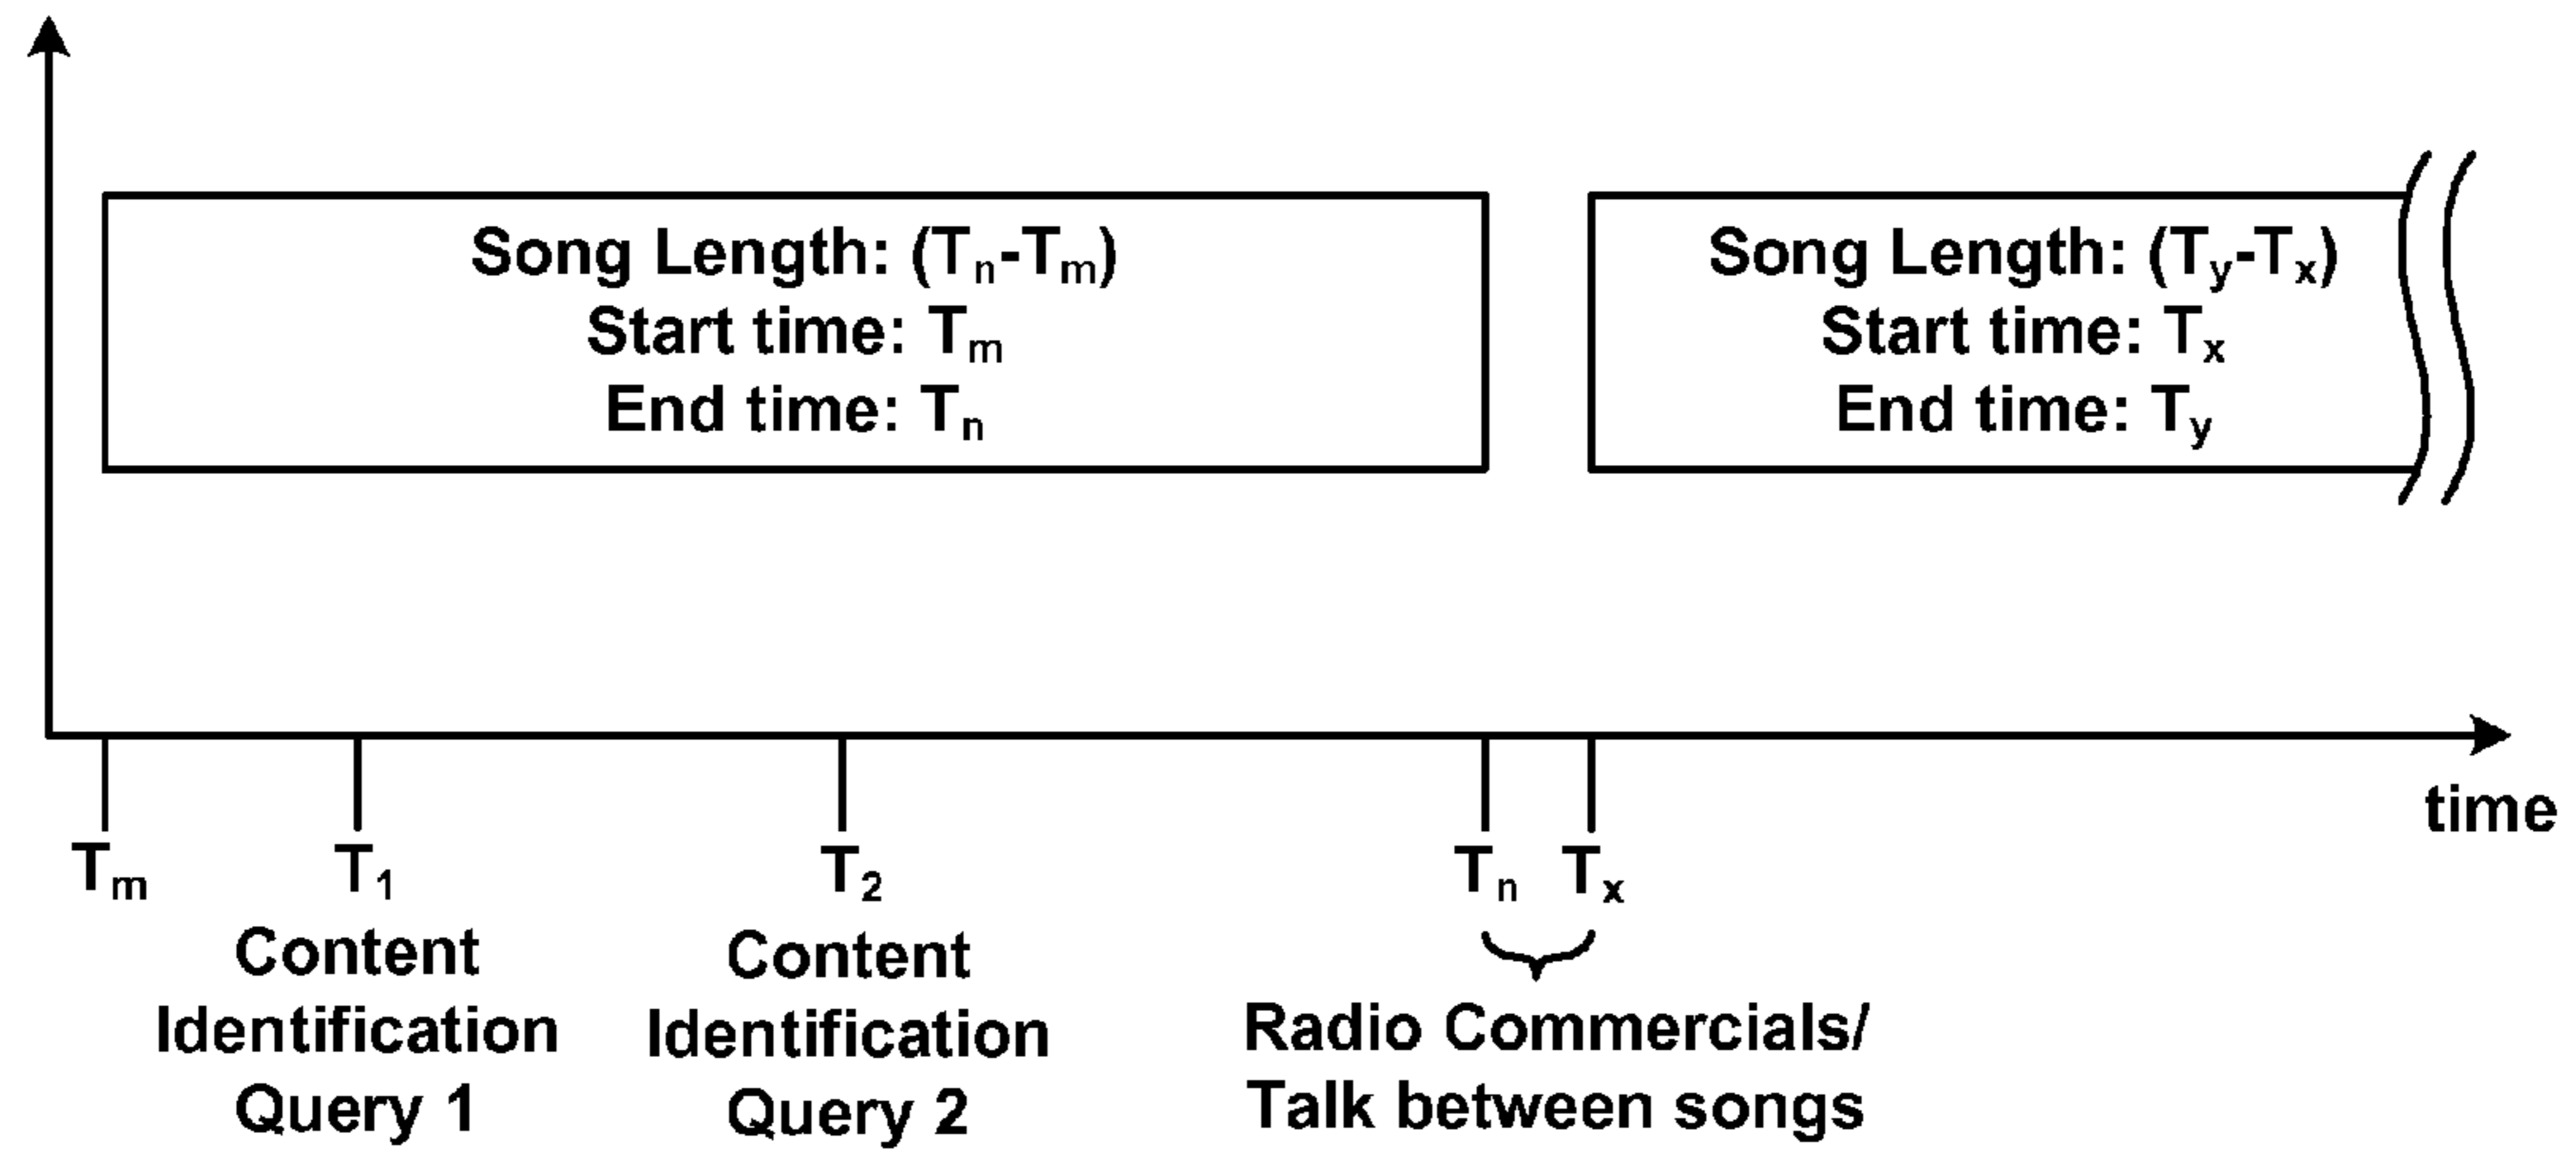 Song Length: (Tn-Tm)
Start time: Tm
End time: Tn
Song Length: (Ty-Tx)
Start time: Tx
End time: Ty
time
Tm
T1
T2
Tn
Tx
Content
Identification
Query 1
Content
Identification
Query 2
Radio Commercials/
Talk between songs